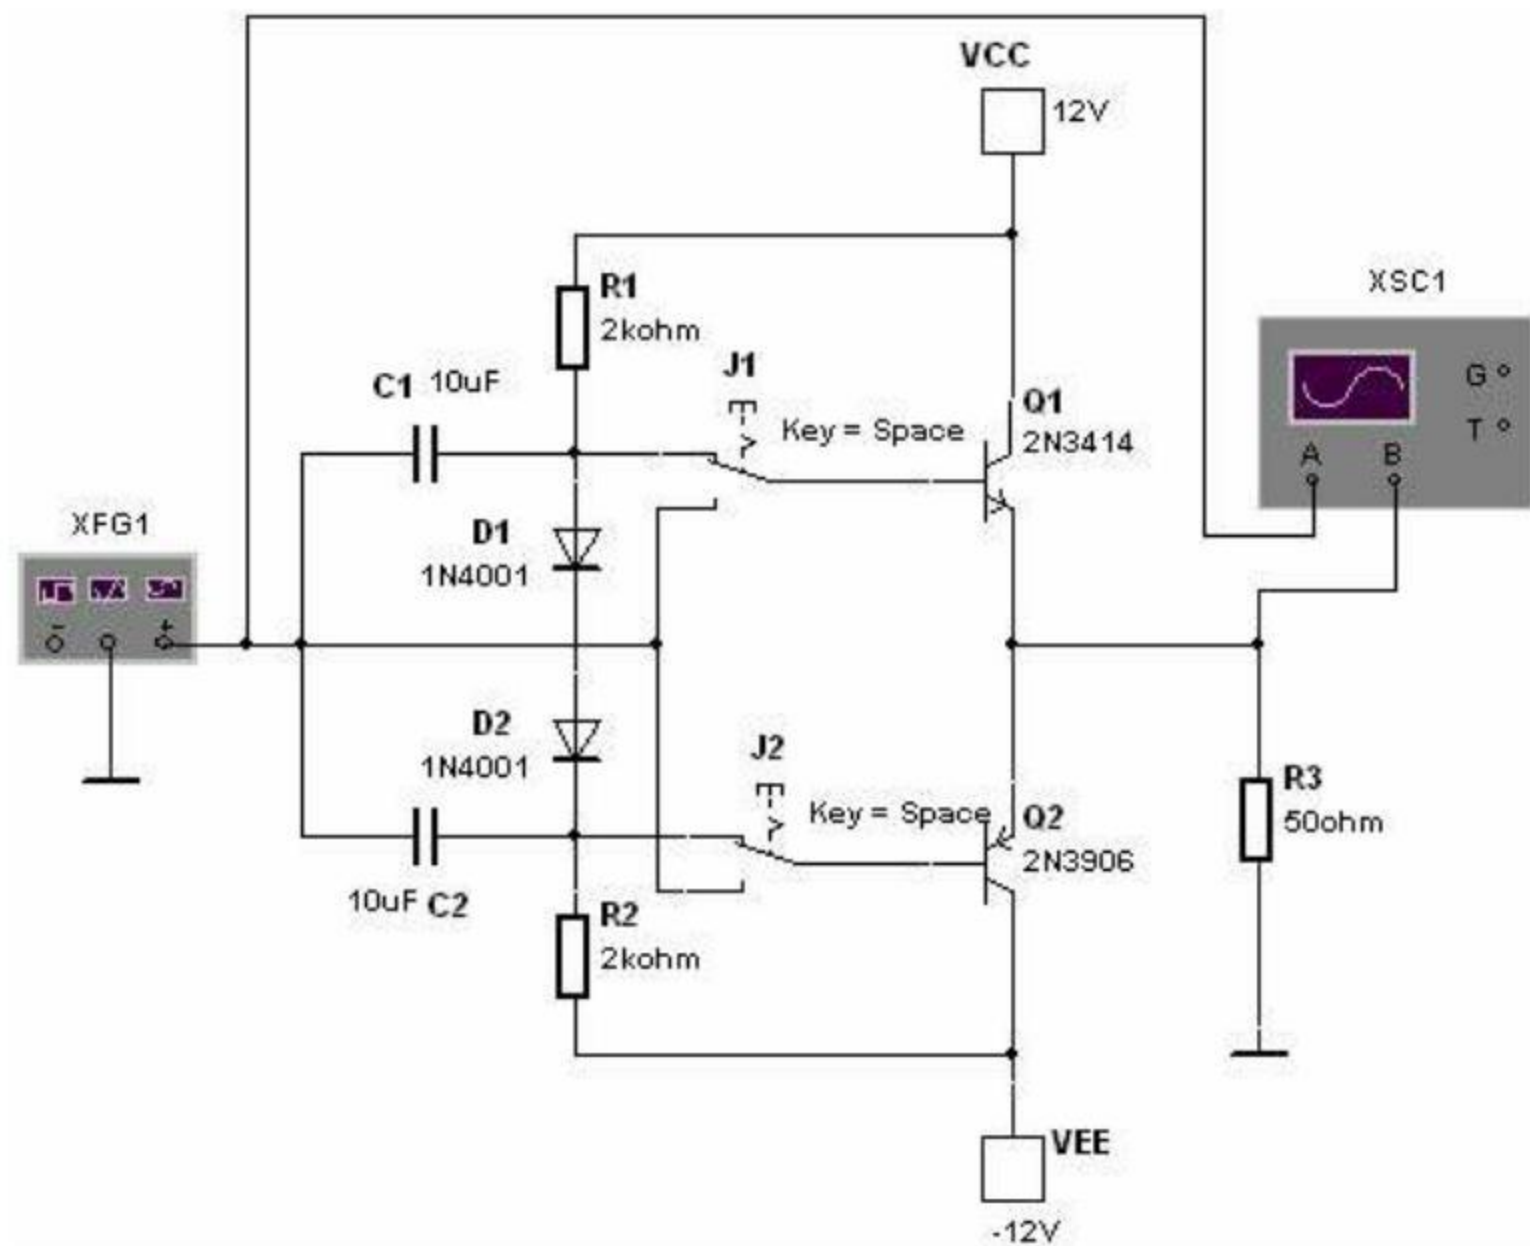 VCC
12V
XSC1
G
T
A
B
R1
2kohm
C1 10uF
J1
Key = Space
Q1
2N3414
XFG1
-
+
D1
1N4001
D2
1N4001
J2
Key = Space
Q2
2N3906
R3
50ohm
10uF C2
R2
2kohm
VEE
-12V